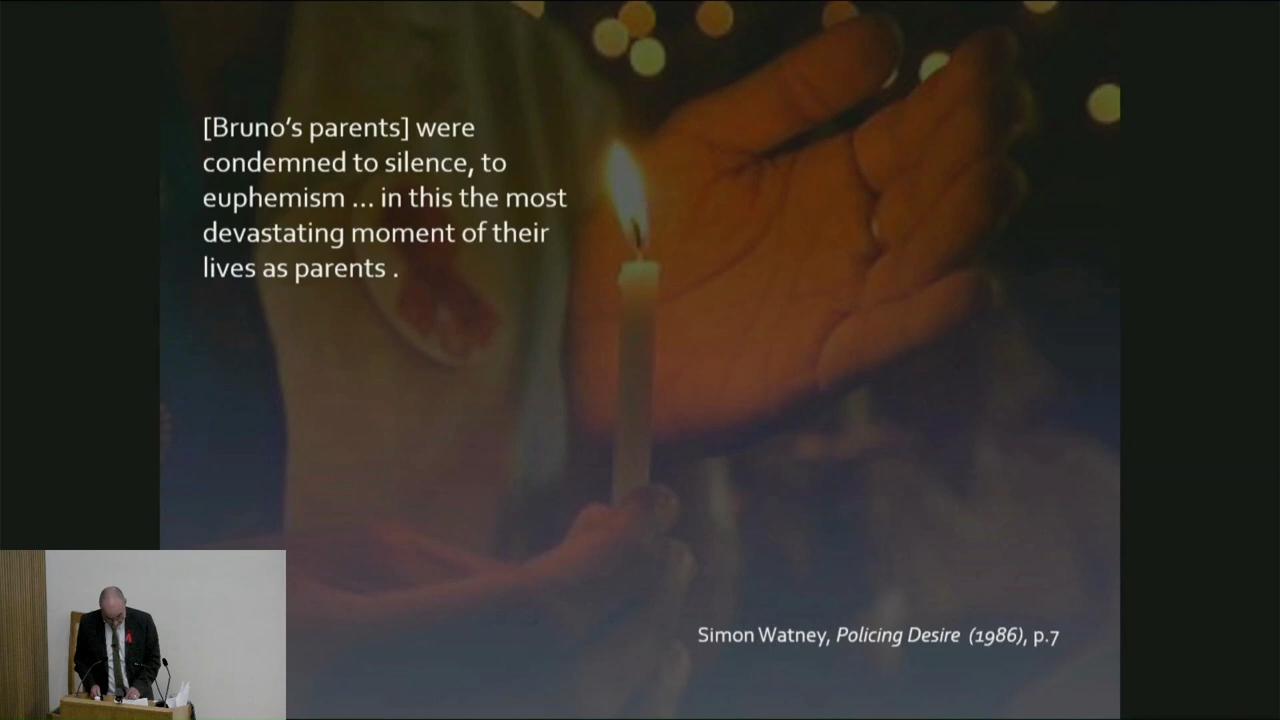 [Bruno’s parents] were
condemned to silence, to
euphemism ... in this the most
devastating moment of their
lives as parents .
Simon Watney, Policing Desire (1986), p.7